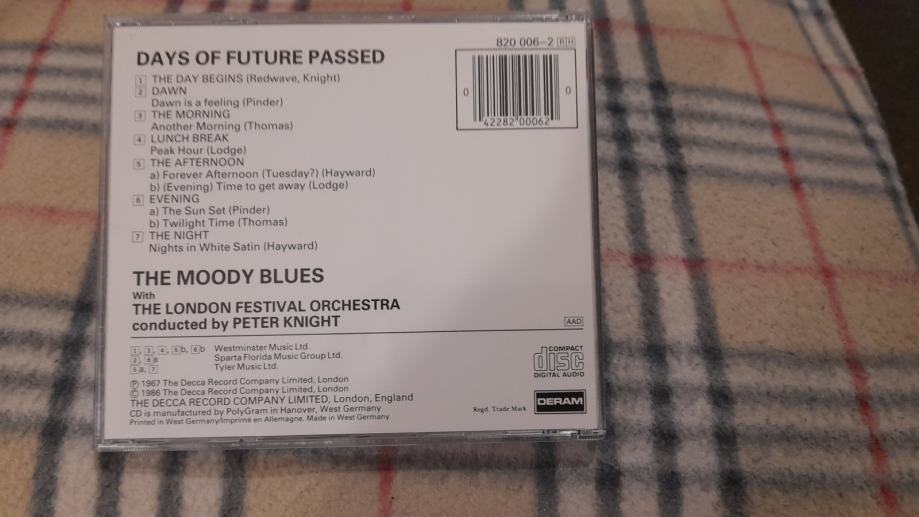 820 006-2 RH
DAYS OF FUTURE PASSED
1 THE DAY BEGINS (Redwave, Knight)
2 DAWN
Dawn is a feeling (Pinder)
3 THE MORNING
Another Morning (Thomas)
4 LUNCH BREAK
Peak Hour (Lodge)
5 THE AFTERNOON
a) Forever Afternoon (Tuesday?) (Hayward)
b) (Evening) Time to get away (Lodge)
6 EVENING
a) The Sun Set (Pinder)
b) Twilight Time (Thomas)
7 THE NIGHT
Nights in White Satin (Hayward)
0 42282 00062 0
THE MOODY BLUES
With
THE LONDON FESTIVAL ORCHESTRA
conducted by PETER KNIGHT
AAD
1, 3, 4, 5b, 6b Westminster Music Ltd.
2, 6a Sparta Florida Music Group Ltd.
5a, 7 Tyler Music Ltd.
Ⓟ 1967 The Decca Record Company Limited, London
© 1986 The Decca Record Company Limited, London
THE DECCA RECORD COMPANY LIMITED, London, England
CD is manufactured by PolyGram in Hanover, West Germany
Printed in West Germany/Imprimé en Allemagne. Made in West Germany
COMPACT
disc
DIGITAL AUDIO
Regd. Trade Mark DERAM